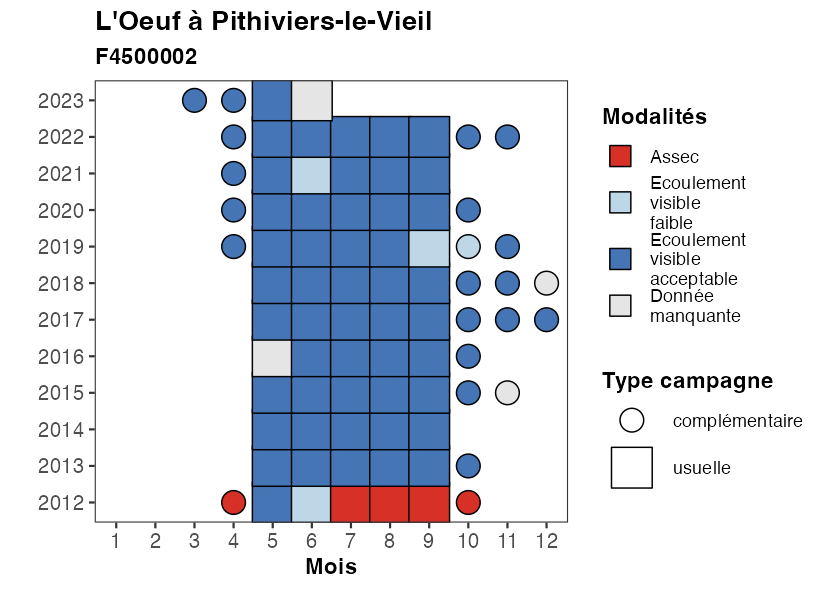 L'Oeuf à Pithiviers-le-Vieil
F4500002
2023
2022
2021
2020
2019
2018
2017
2016
2015
2014
2013
2012
1 2 3 4 5 6 7 8 9 10 11 12
Mois
Modalités
Assec
Ecoulement
visible
faible
Ecoulement
visible
acceptable
Donnée
manquante
Type campagne
complémentaire
usuelle